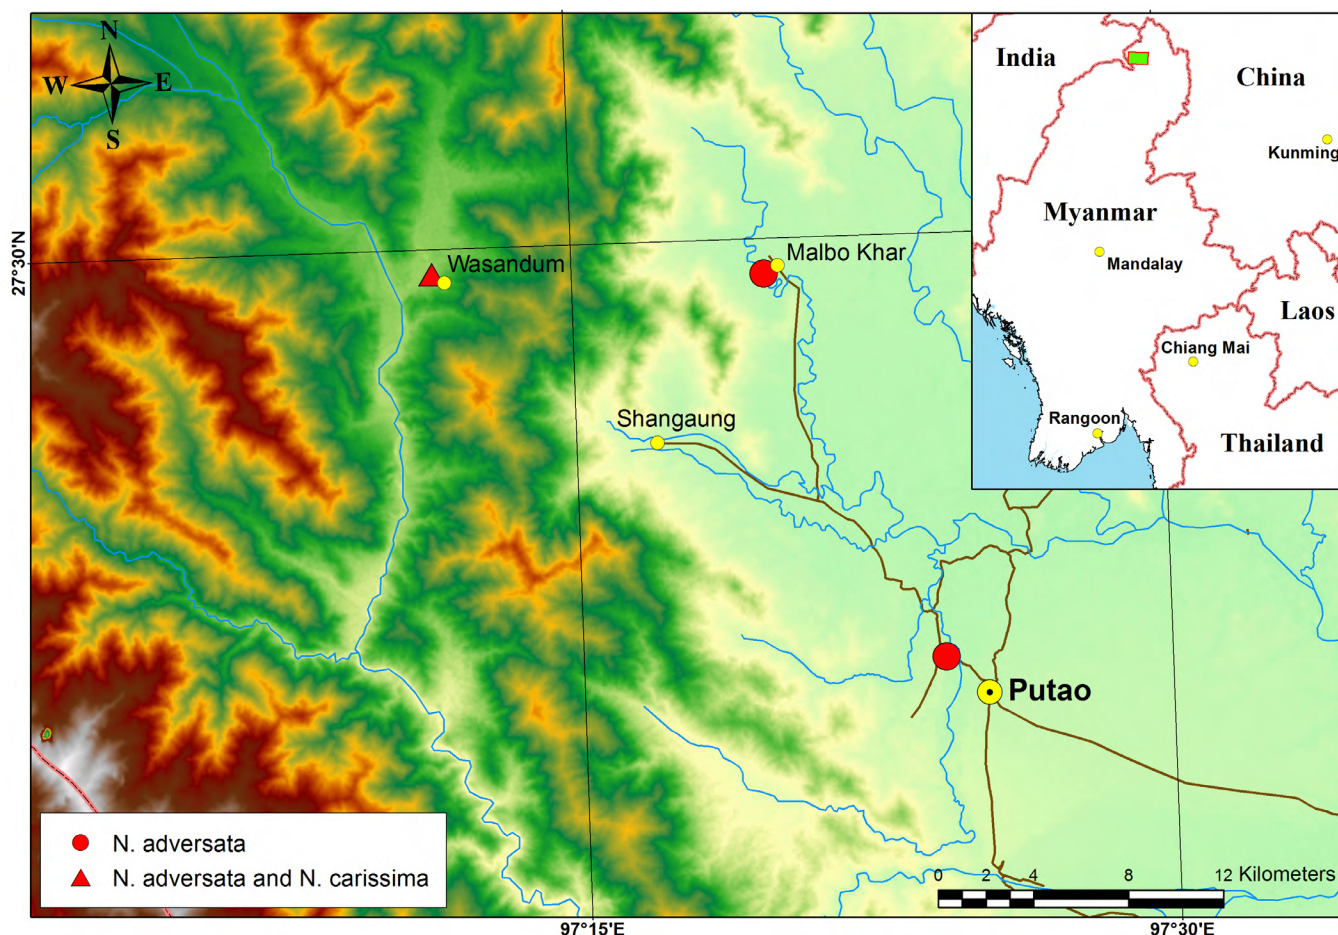 N
W
E
S
India
China
Kunming
Myanmar
Mandalay
Laos
Chiang Mai
Rangoon
Thailand
27°30'N
Wasandum
Malbo Khar
Shangaung
Putao
N. adversata
N. adversata and N. carissima
0 2 4 8 12 Kilometers
97°15'E
97°30'E